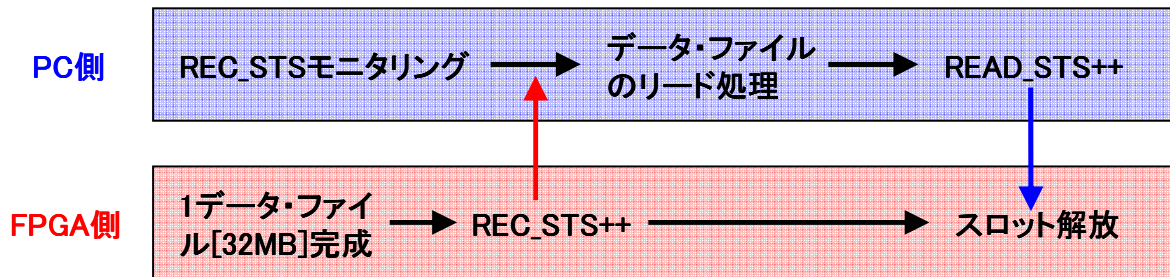 PC側
REC_STSモニタリング
データ・ファイル
のリード処理
READ_STS++
FPGA側
1データ・ファイ
ル[32MB]完成
REC_STS++
スロット解放